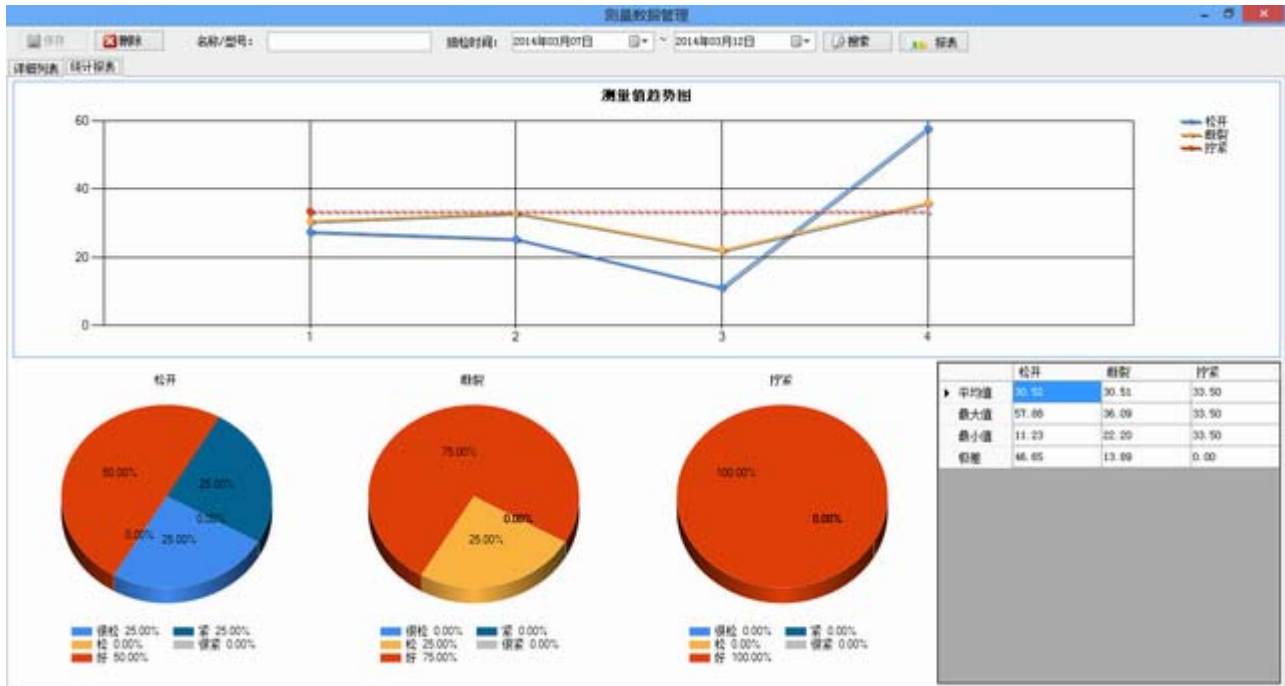 测量数据管理
保存 删除 名称/型号: 抽检时间: 2014年03月07日 ~ 2014年03月12日 搜索 报表
详细列表 统计报表
测量值趋势图
60
40
20
0
1 2 3 4
松开
断裂
拧紧
松开
50.00%
25.00%
0.00%
0.00%
25.00%
很松 25.00% 紧 25.00%
松 0.00% 很紧 0.00%
好 50.00%
断裂
75.00%
0.00%
25.00%
很松 0.00% 紧 0.00%
松 25.00% 很紧 0.00%
好 75.00%
拧紧
100.00%
0.00%
很松 0.00% 紧 0.00%
松 0.00% 很紧 0.00%
好 100.00%
松开 断裂 拧紧
平均值 30.51 33.50
最大值 57.88 36.09 33.50
最小值 11.23 22.20 33.50
极差 46.65 13.89 0.00